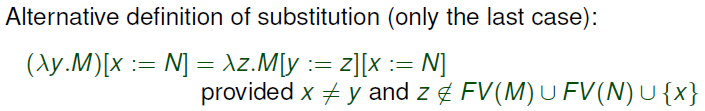 Alternative definition of substitution (only the last case):
(λy.M)[x := N] = λz.M[y := z][x := N]
provided x ≠ y and z ∉ FV(M) ∪ FV(N) ∪ {x}